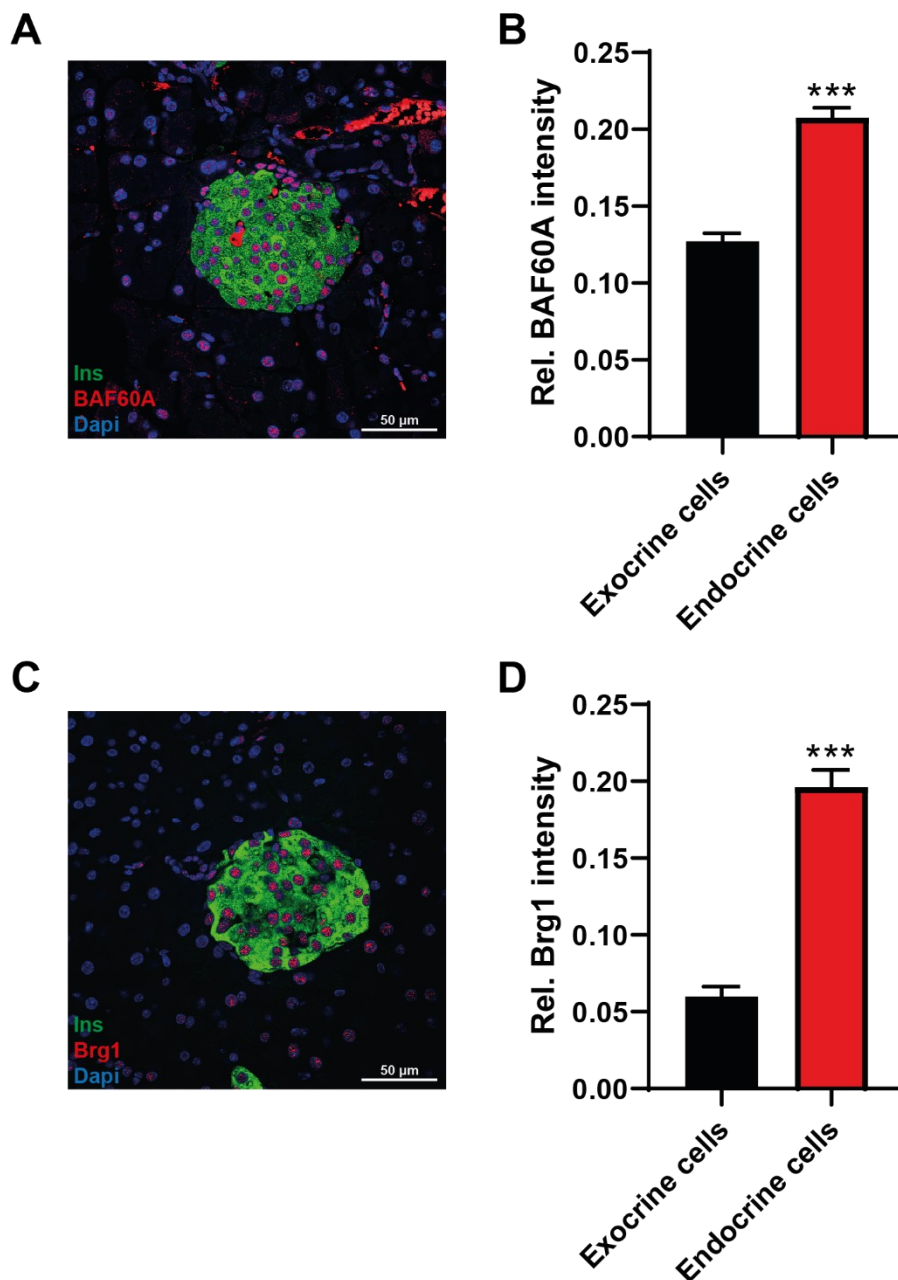 A
Ins
BAF60A
Dapi
50 µm
B
Rel. BAF60A intensity
0.25
0.20
0.15
0.10
0.05
0.00
***
Exocrine cells
Endocrine cells
C
Ins
Brg1
Dapi
50 µm
D
Rel. Brg1 intensity
0.25
0.20
0.15
0.10
0.05
0.00
***
Exocrine cells
Endocrine cells